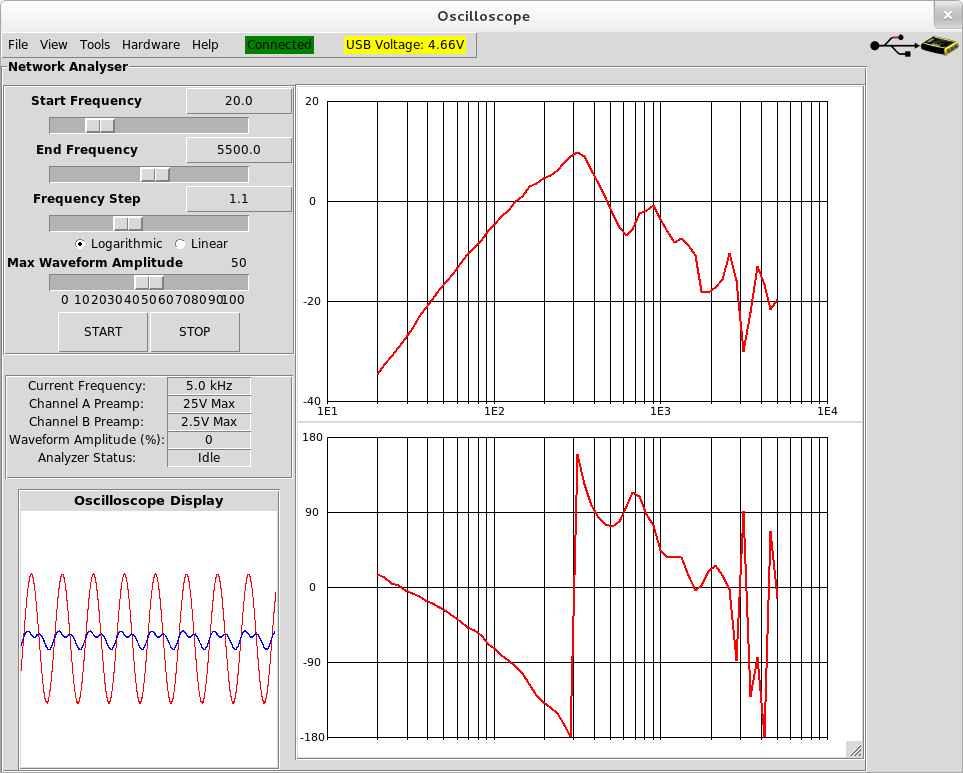 Oscilloscope
File View Tools Hardware Help Connected USB Voltage: 4.66V
Network Analyser
Start Frequency 20.0
End Frequency 5500.0
Frequency Step 1.1
Logarithmic Linear
Max Waveform Amplitude 50
0 10 20 30 40 50 60 70 80 90 100
START STOP
Current Frequency: 5.0 kHz
Channel A Preamp: 25V Max
Channel B Preamp: 2.5V Max
Waveform Amplitude (%): 0
Analyzer Status: Idle
Oscilloscope Display
20
0
-20
-40
1E1 1E2 1E3 1E4
180
90
0
-90
-180